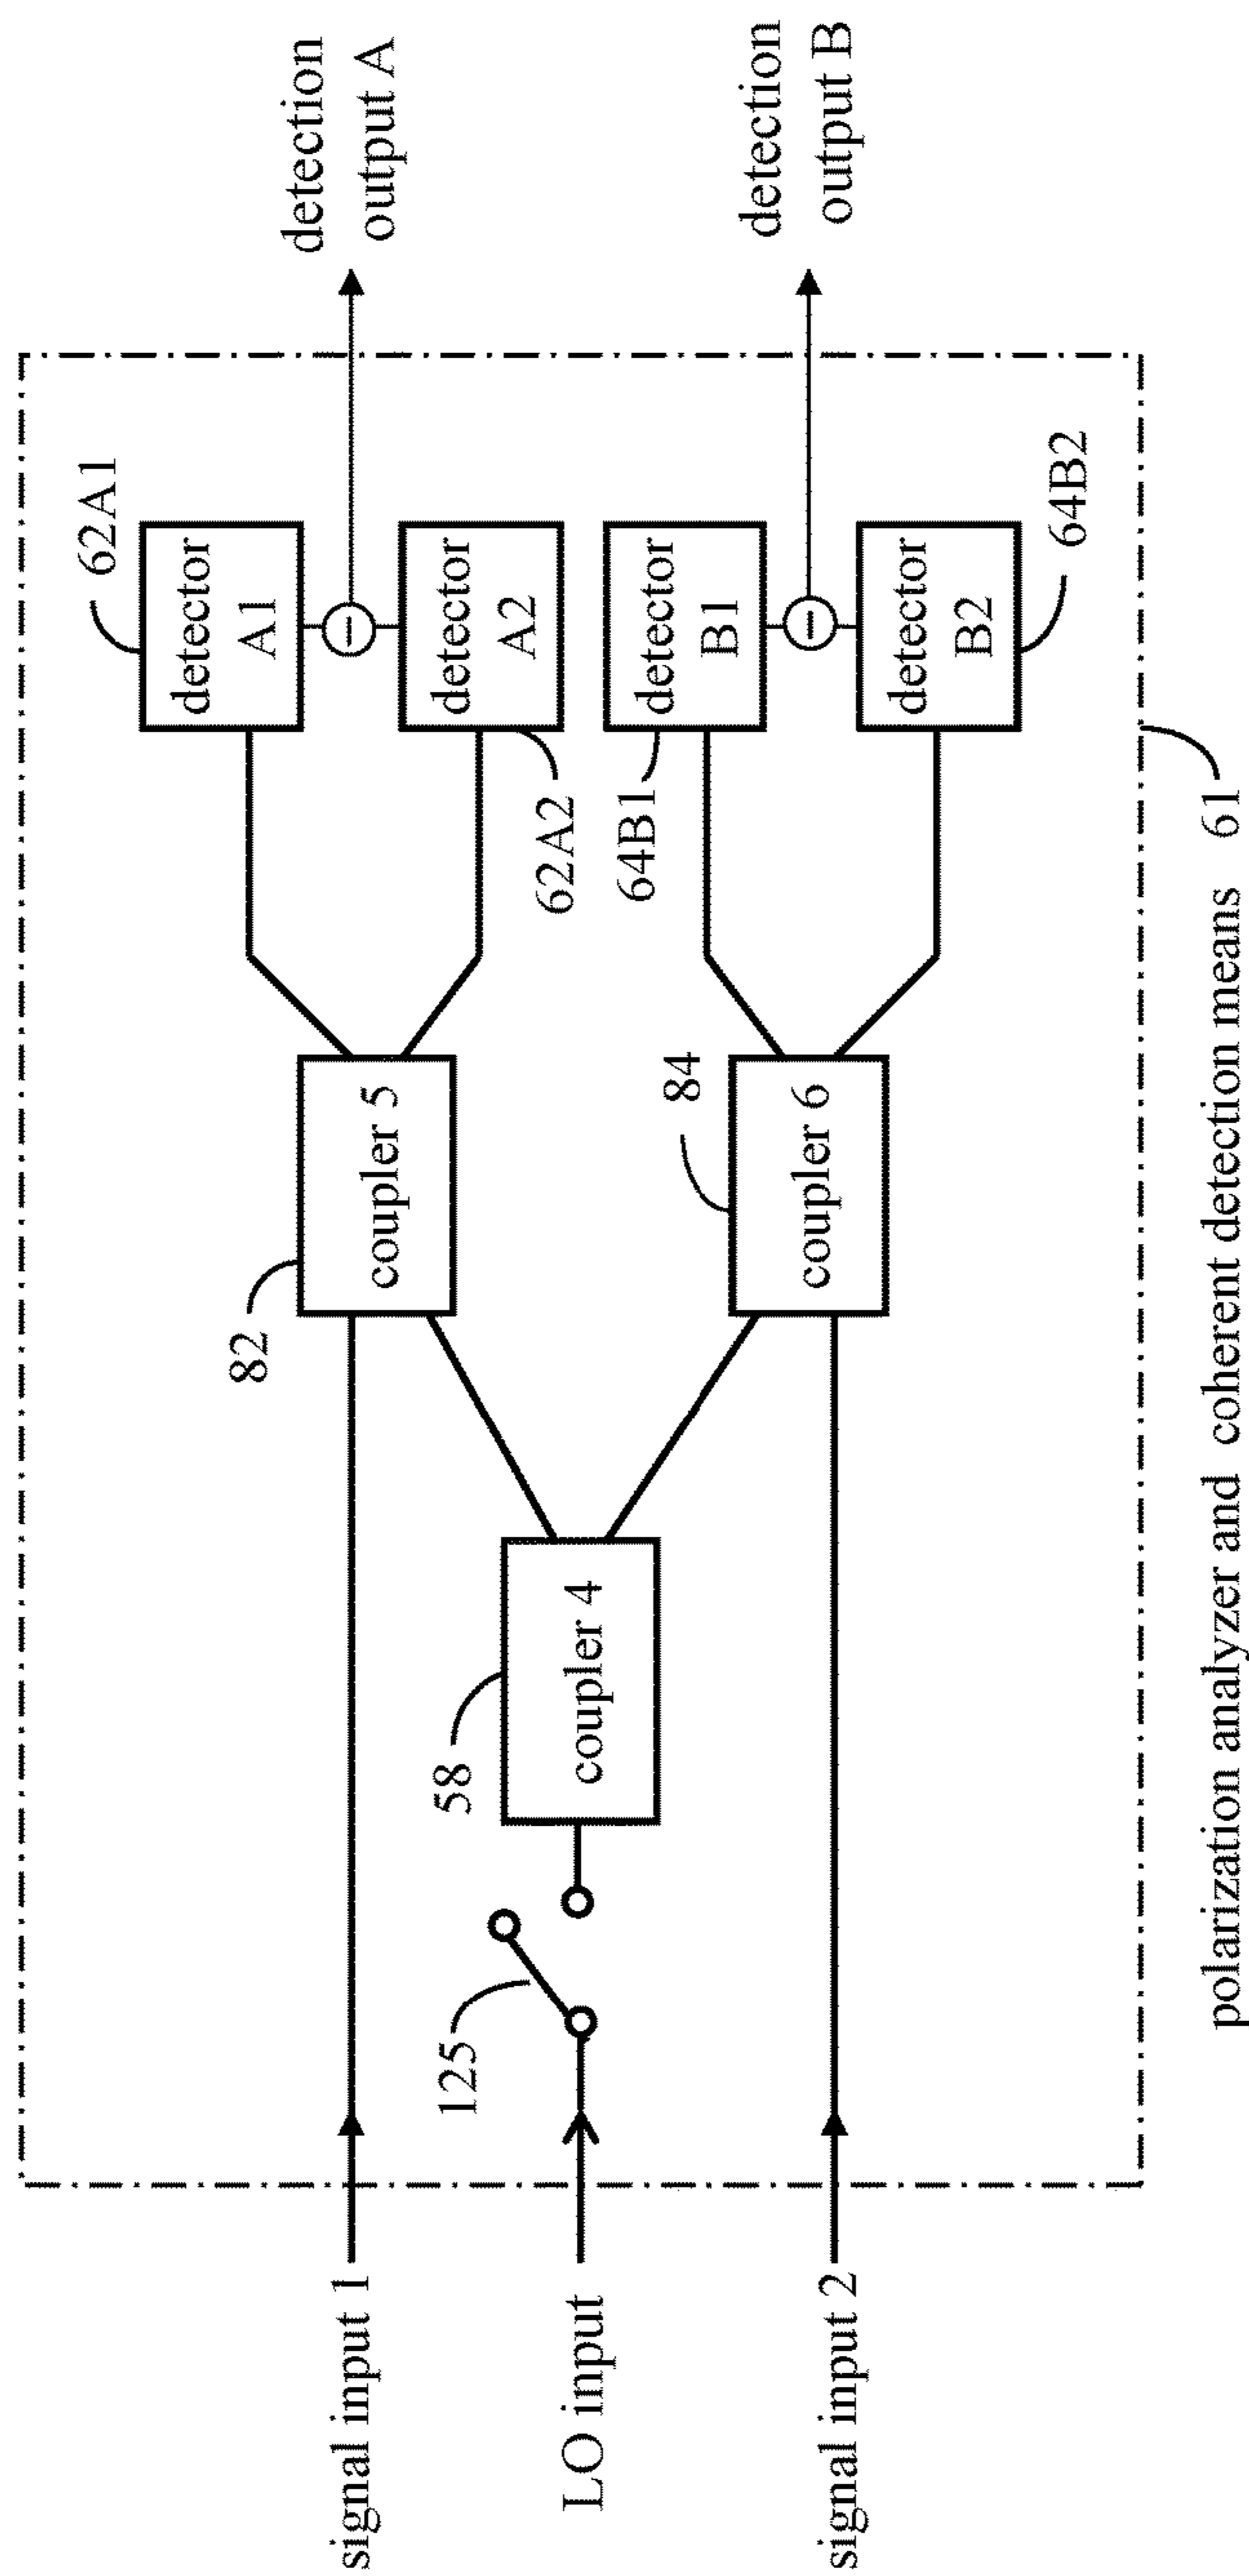 signal input 1
LO input
signal input 2
125
58
coupler 4
82
coupler 5
84
coupler 6
62A1
detector
A1
detector
A2
62A2
64B1
detector
B1
detector
B2
64B2
−
−
detection
output A
detection
output B
polarization analyzer and coherent detection means 61